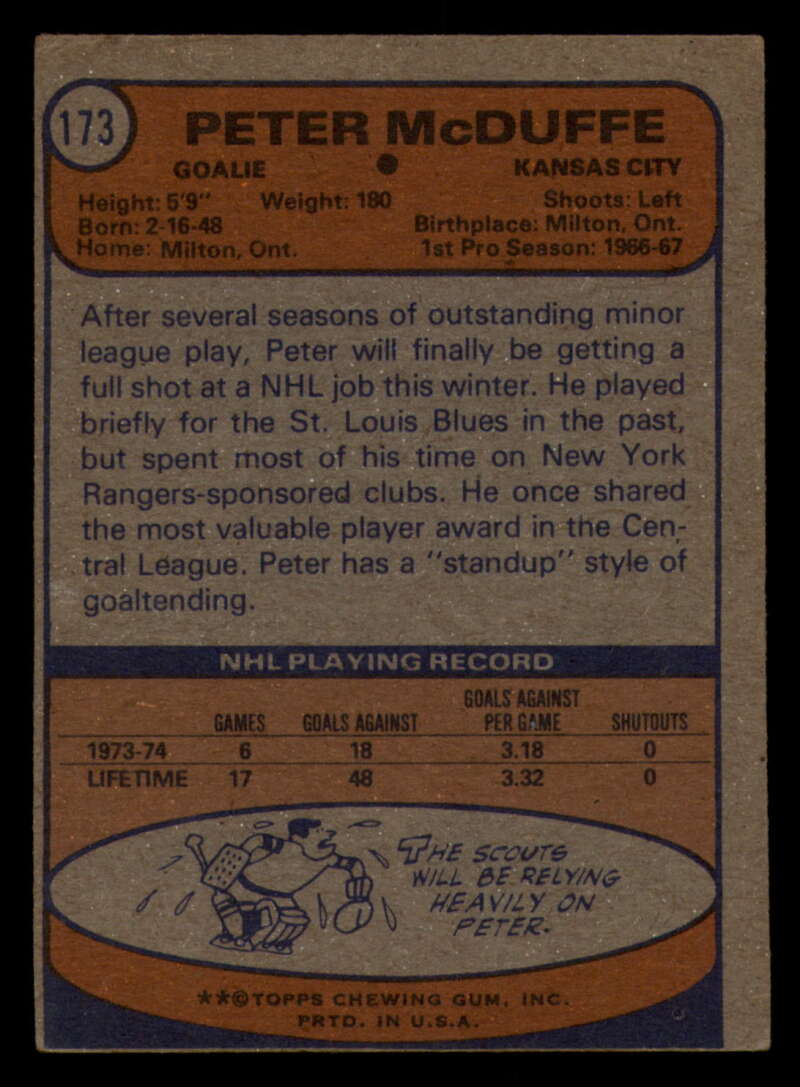 173
PETER McDUFFE
GOALIE ● KANSAS CITY
Height: 5'9" Weight: 180 Shoots: Left
Born: 2-16-48 Birthplace: Milton, Ont.
Home: Milton, Ont. 1st Pro Season: 1966-67
After several seasons of outstanding minor
league play, Peter will finally be getting a
full shot at a NHL job this winter. He played
briefly for the St. Louis Blues in the past,
but spent most of his time on New York
Rangers-sponsored clubs. He once shared
the most valuable player award in the Cen-
tral League. Peter has a "standup" style of
goaltending.
NHL PLAYING RECORD
GAMES GOALS AGAINST GOALS AGAINST PER GAME SHUTOUTS
1973-74 6 18 3.18 0
LIFETIME 17 48 3.32 0
THE SCOUTS
WILL BE RELYING
HEAVILY ON
PETER.
**©TOPPS CHEWING GUM, INC.
PRTD. IN U.S.A.